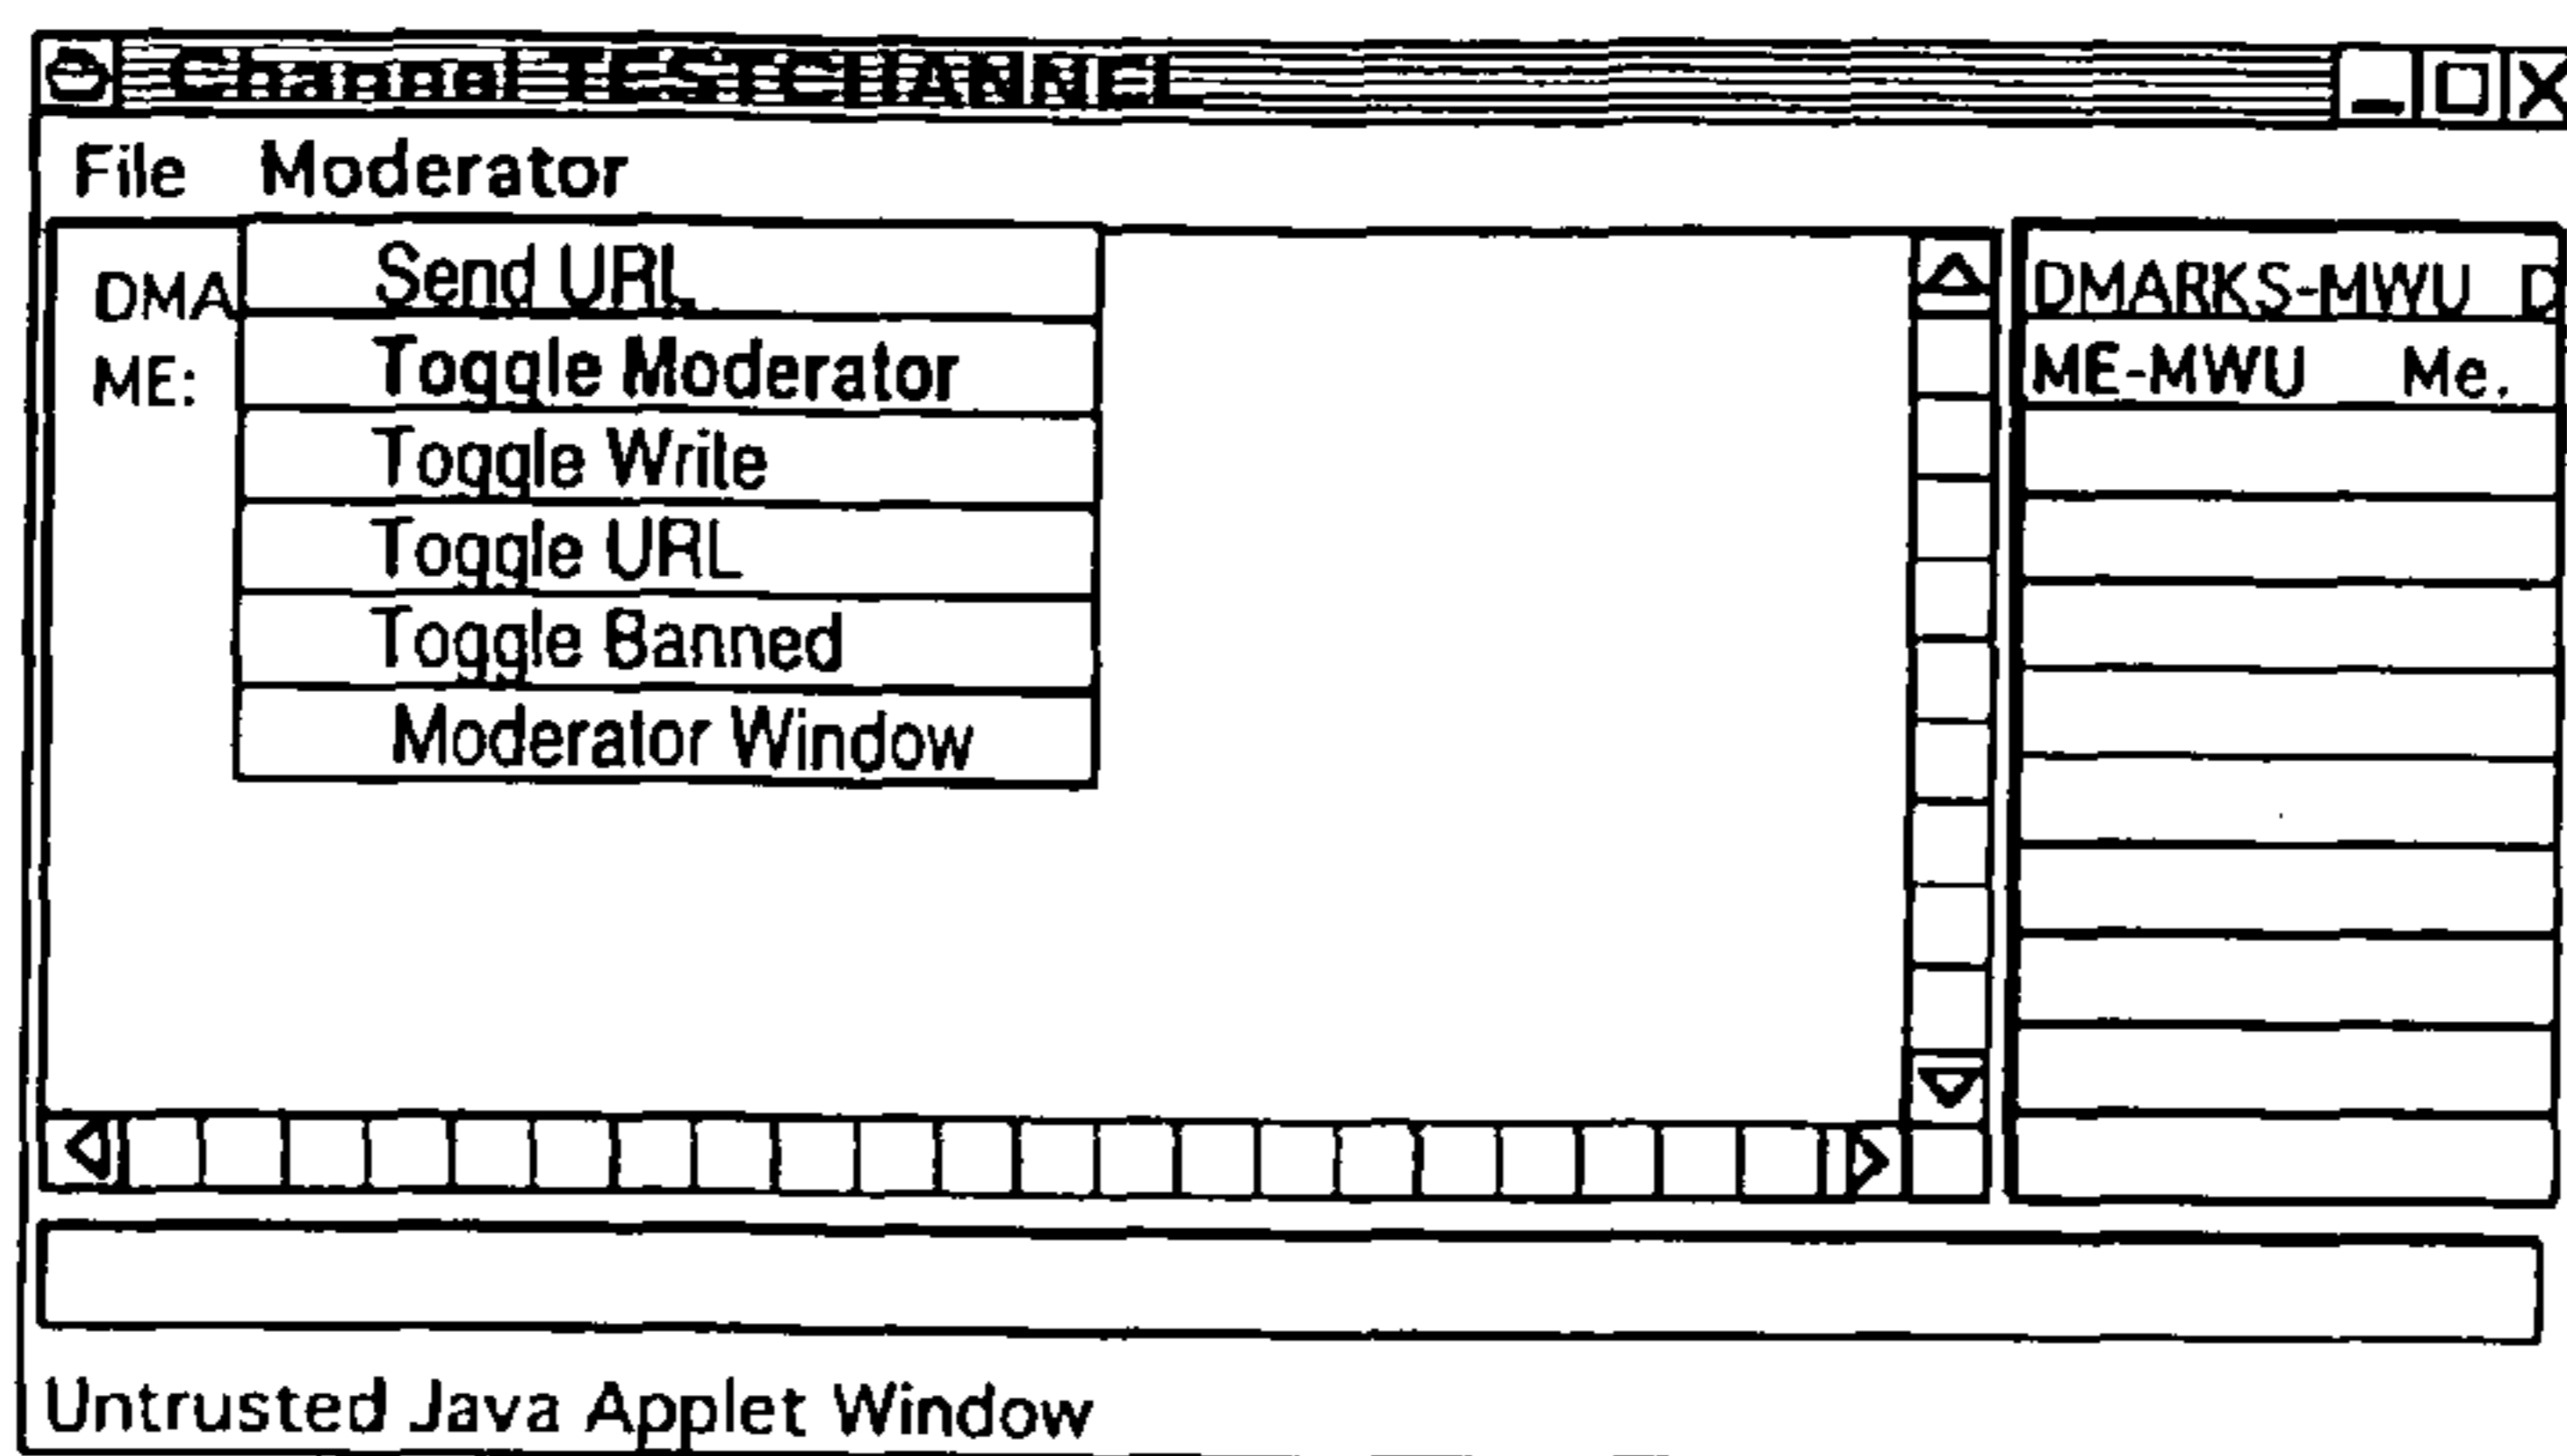 Channel TESTCHANNEL
File Moderator
DMA
ME:
Send URL
Toggle Moderator
Toggle Write
Toggle URL
Toggle Banned
Moderator Window
DMARKS-MWU D
ME-MWU Me.
Untrusted Java Applet Window